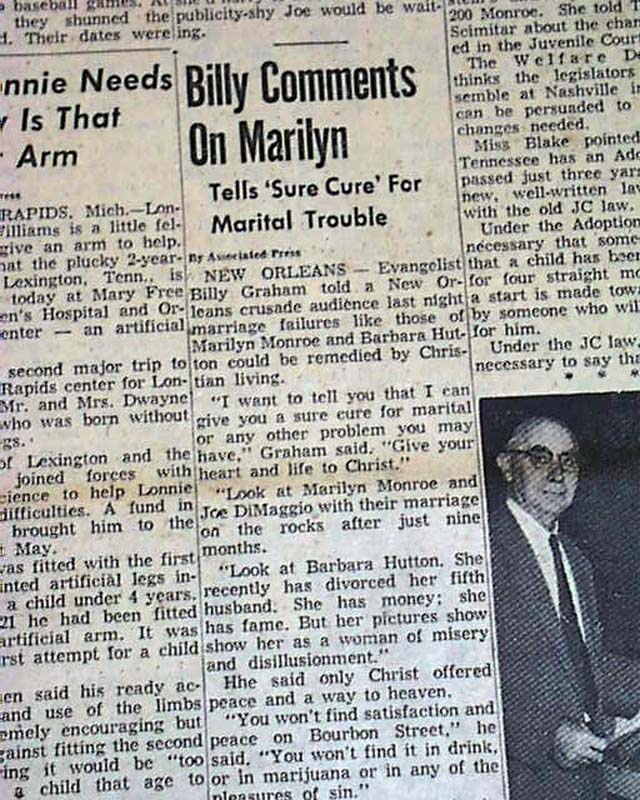 baseball games. At
they shunned the
d. Their dates were
publicity-shy Joe would be wait-
ing.
nnie Needs
Is That
Arm
RAPIDS, Mich.—Lon-
illiams is a little fel-
give an arm to help.
hat the plucky 2-year-
Lexington, Tenn., is
today at Mary Free
en's Hospital and Or-
enter — an artificial
second major trip to
Rapids center for Lon-
Mr. and Mrs. Dwayne
who was born without
gs.
of Lexington and the
joined forces with
cience to help Lonnie
difficulties. A fund in
brought him to the
t May.
was fitted with the first
inted artificial legs in-
a child under 4 years.
21 he had been fitted
artificial arm. It was
rst attempt for a child
en said his ready ac-
and use of the limbs
emely encouraging but
gainst fitting the second
ing it would be "too
a child that age to
Billy Comments
On Marilyn
Tells 'Sure Cure' For
Marital Trouble
By Associated Press
NEW ORLEANS — Evangelist
Billy Graham told a New Or-
leans crusade audience last night
marriage failures like those of
Marilyn Monroe and Barbara Hut-
ton could be remedied by Chris-
tian living.
"I want to tell you that I can
give you a sure cure for marital
or any other problem you may
have," Graham said. "Give your
heart and life to Christ."
"Look at Marilyn Monroe and
Joe DiMaggio with their marriage
on the rocks after just nine
months.
"Look at Barbara Hutton. She
recently has divorced her fifth
husband. She has money; she
has fame. But her pictures show
show her as a woman of misery
and disillusionment."
Hhe said only Christ offered
peace and a way to heaven.
"You won't find satisfaction and
peace on Bourbon Street," he
said. "You won't find it in drink,
or in marijuana or in any of the
pleasures of sin."
200 Monroe. She told
Scimitar about the chan
ed in the Juvenile Court
The Welfare De
thinks the legislators
semble at Nashville in
can be persuaded to
changes needed.
Miss Blake pointed
Tennessee has an Ado
passed just three years
new, well-written la
with the old JC law.
Under the Adoption
necessary that some-
that a child has been
for four straight mo
a start is made towa
by someone who wil
for him.
Under the JC law,
necessary to say tha
* * *